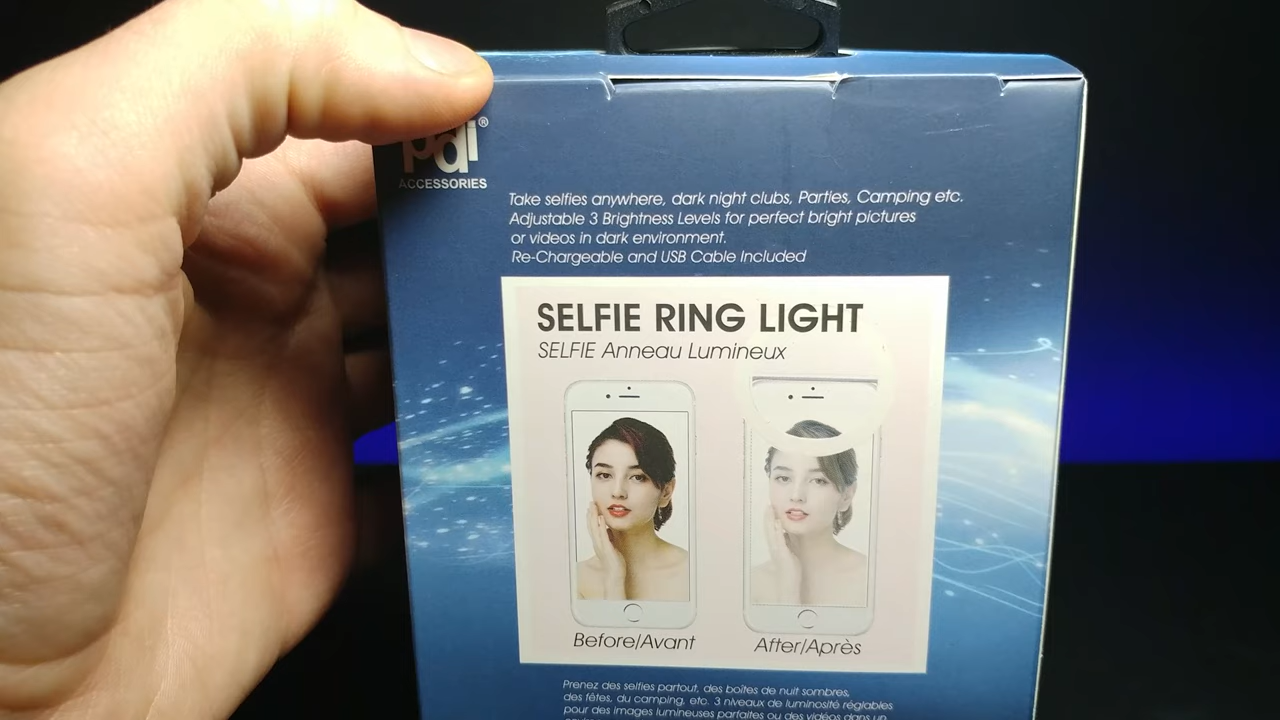 pdi®
ACCESSORIES
Take selfies anywhere, dark night clubs, Parties, Camping etc.
Adjustable 3 Brightness Levels for perfect bright pictures
or videos in dark environment.
Re-Chargeable and USB Cable Included
SELFIE RING LIGHT
SELFIE Anneau Lumineux
Before/Avant
After/Après
Prenez des selfies partout, des boîtes de nuit sombres,
des fêtes, du camping, etc. 3 niveaux de luminosité réglables
pour des images lumineuses parfaites ou des vidéos dans un